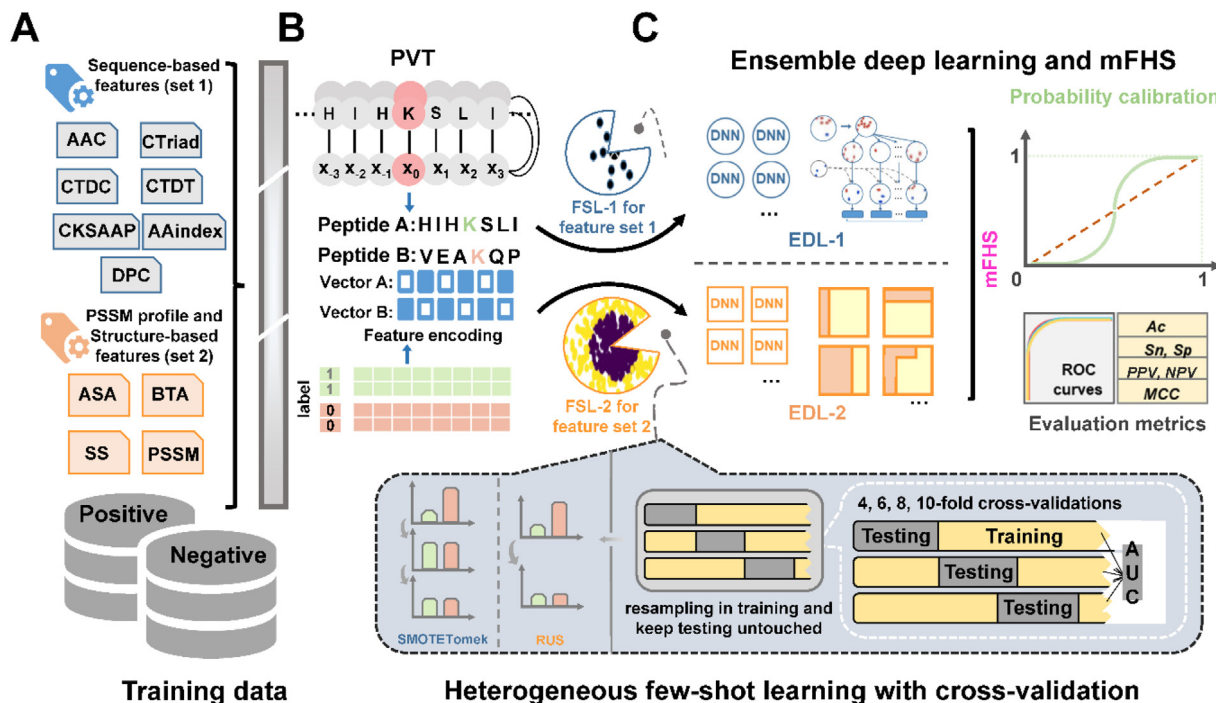 A
Sequence-based
features (set 1)
AAC
CTriad
CTDC
CTDT
CKSAAP
AAindex
DPC
PSSM profile and
Structure-based
features (set 2)
ASA
BTA
SS
PSSM
Positive
Negative
Training data
B
PVT
... H I H K S L I ...
X-3 X-2 X-1 X0 X1 X2 X3
Peptide A: H I H K S L I
Peptide B: V E A K Q P
Vector A:
Vector B:
Feature encoding
label
1
1
0
0
FSL-1 for
feature set 1
FSL-2 for
feature set 2
C
Ensemble deep learning and mFHS
DNN DNN
DNN DNN
...
EDL-1
DNN DNN
DNN DNN
...
...
EDL-2
mFHS
Probability calibration
1
0
1
ROC
curves
Ac
Sn, Sp
PPV, NPV
MCC
Evaluation metrics
SMOTETomek
RUS
resampling in training and
keep testing untouched
4, 6, 8, 10-fold cross-validations
Testing Training
Testing
Testing
A
U
C
Heterogeneous few-shot learning with cross-validation